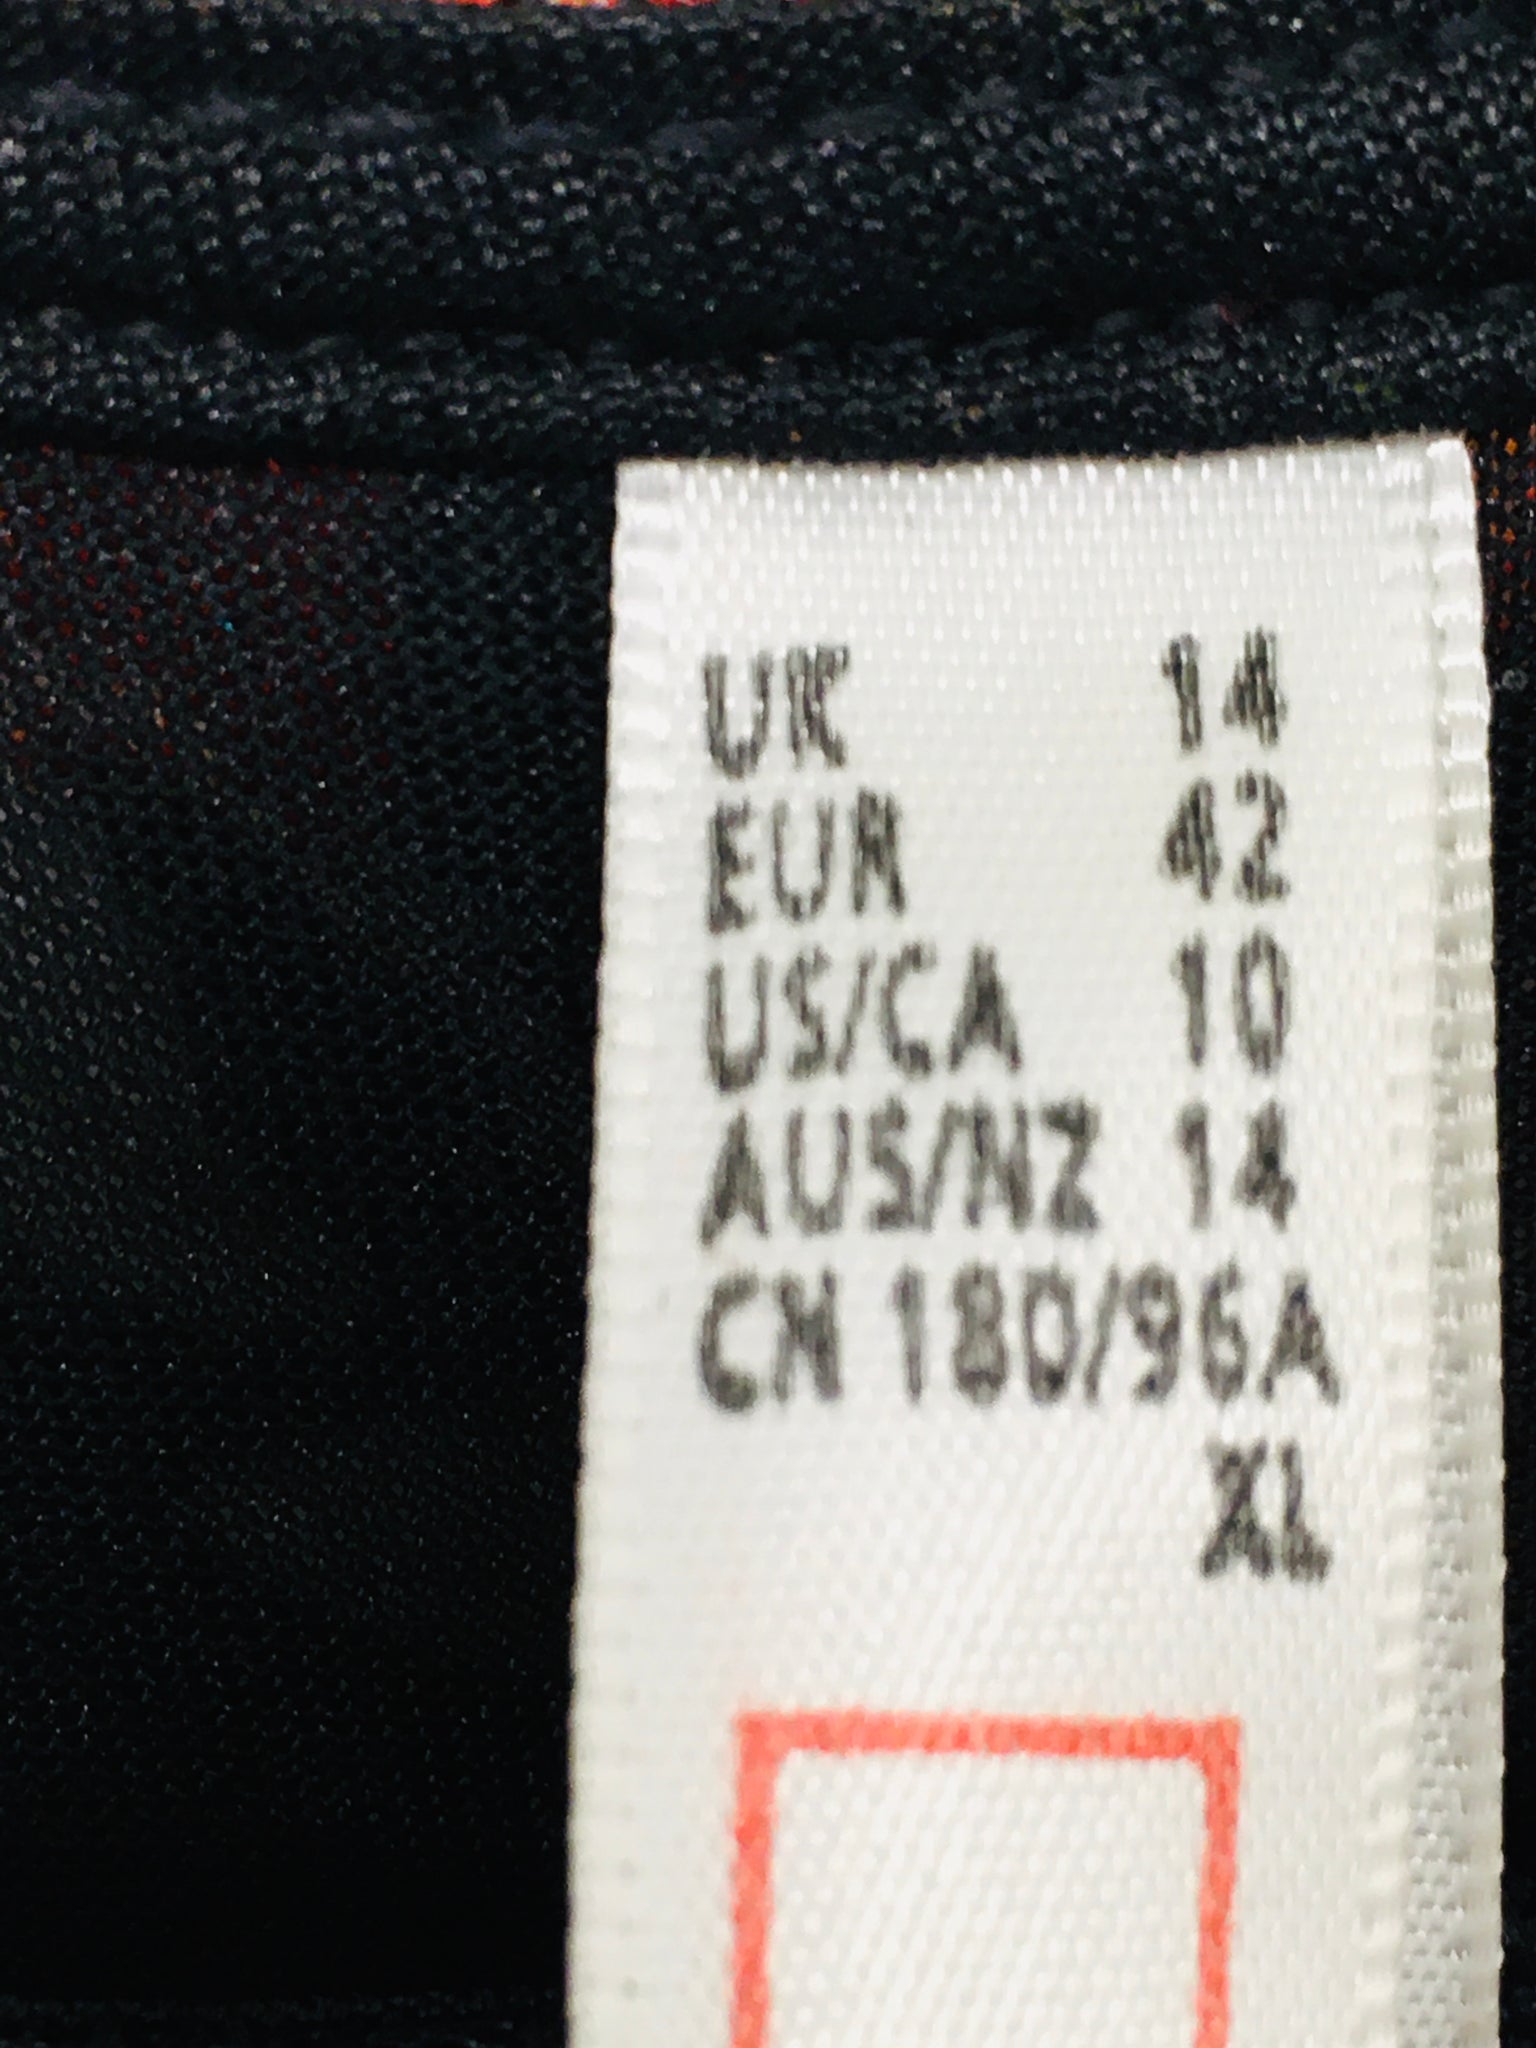 UK 14
EUR 42
US/CA 10
AUS/NZ 14
CN 180/96A
XL